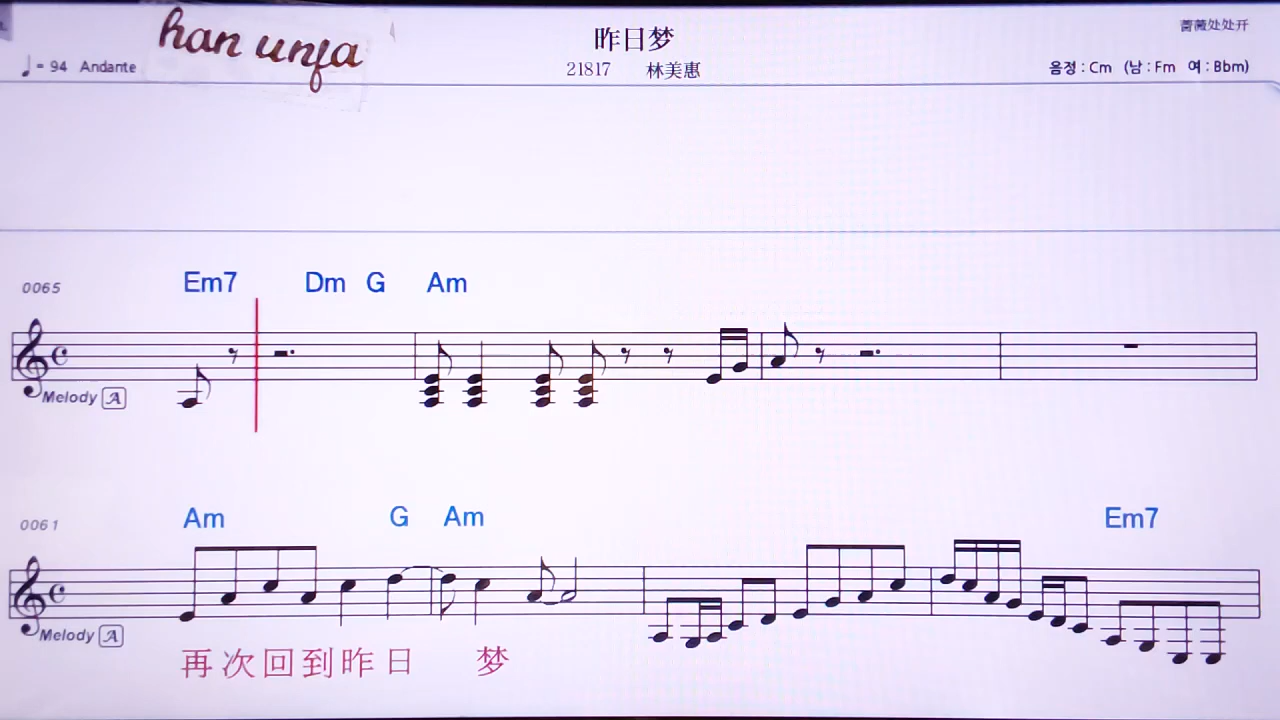 han unfa
昨日梦
蔷薇处处开
♩ = 94 Andante
21817 林美惠
음정 : Cm (남 : Fm 여 : Bbm)
0065 Em7 Dm G Am
Melody A
0061 Am G Am Em7
Melody A
再次回到昨日 梦